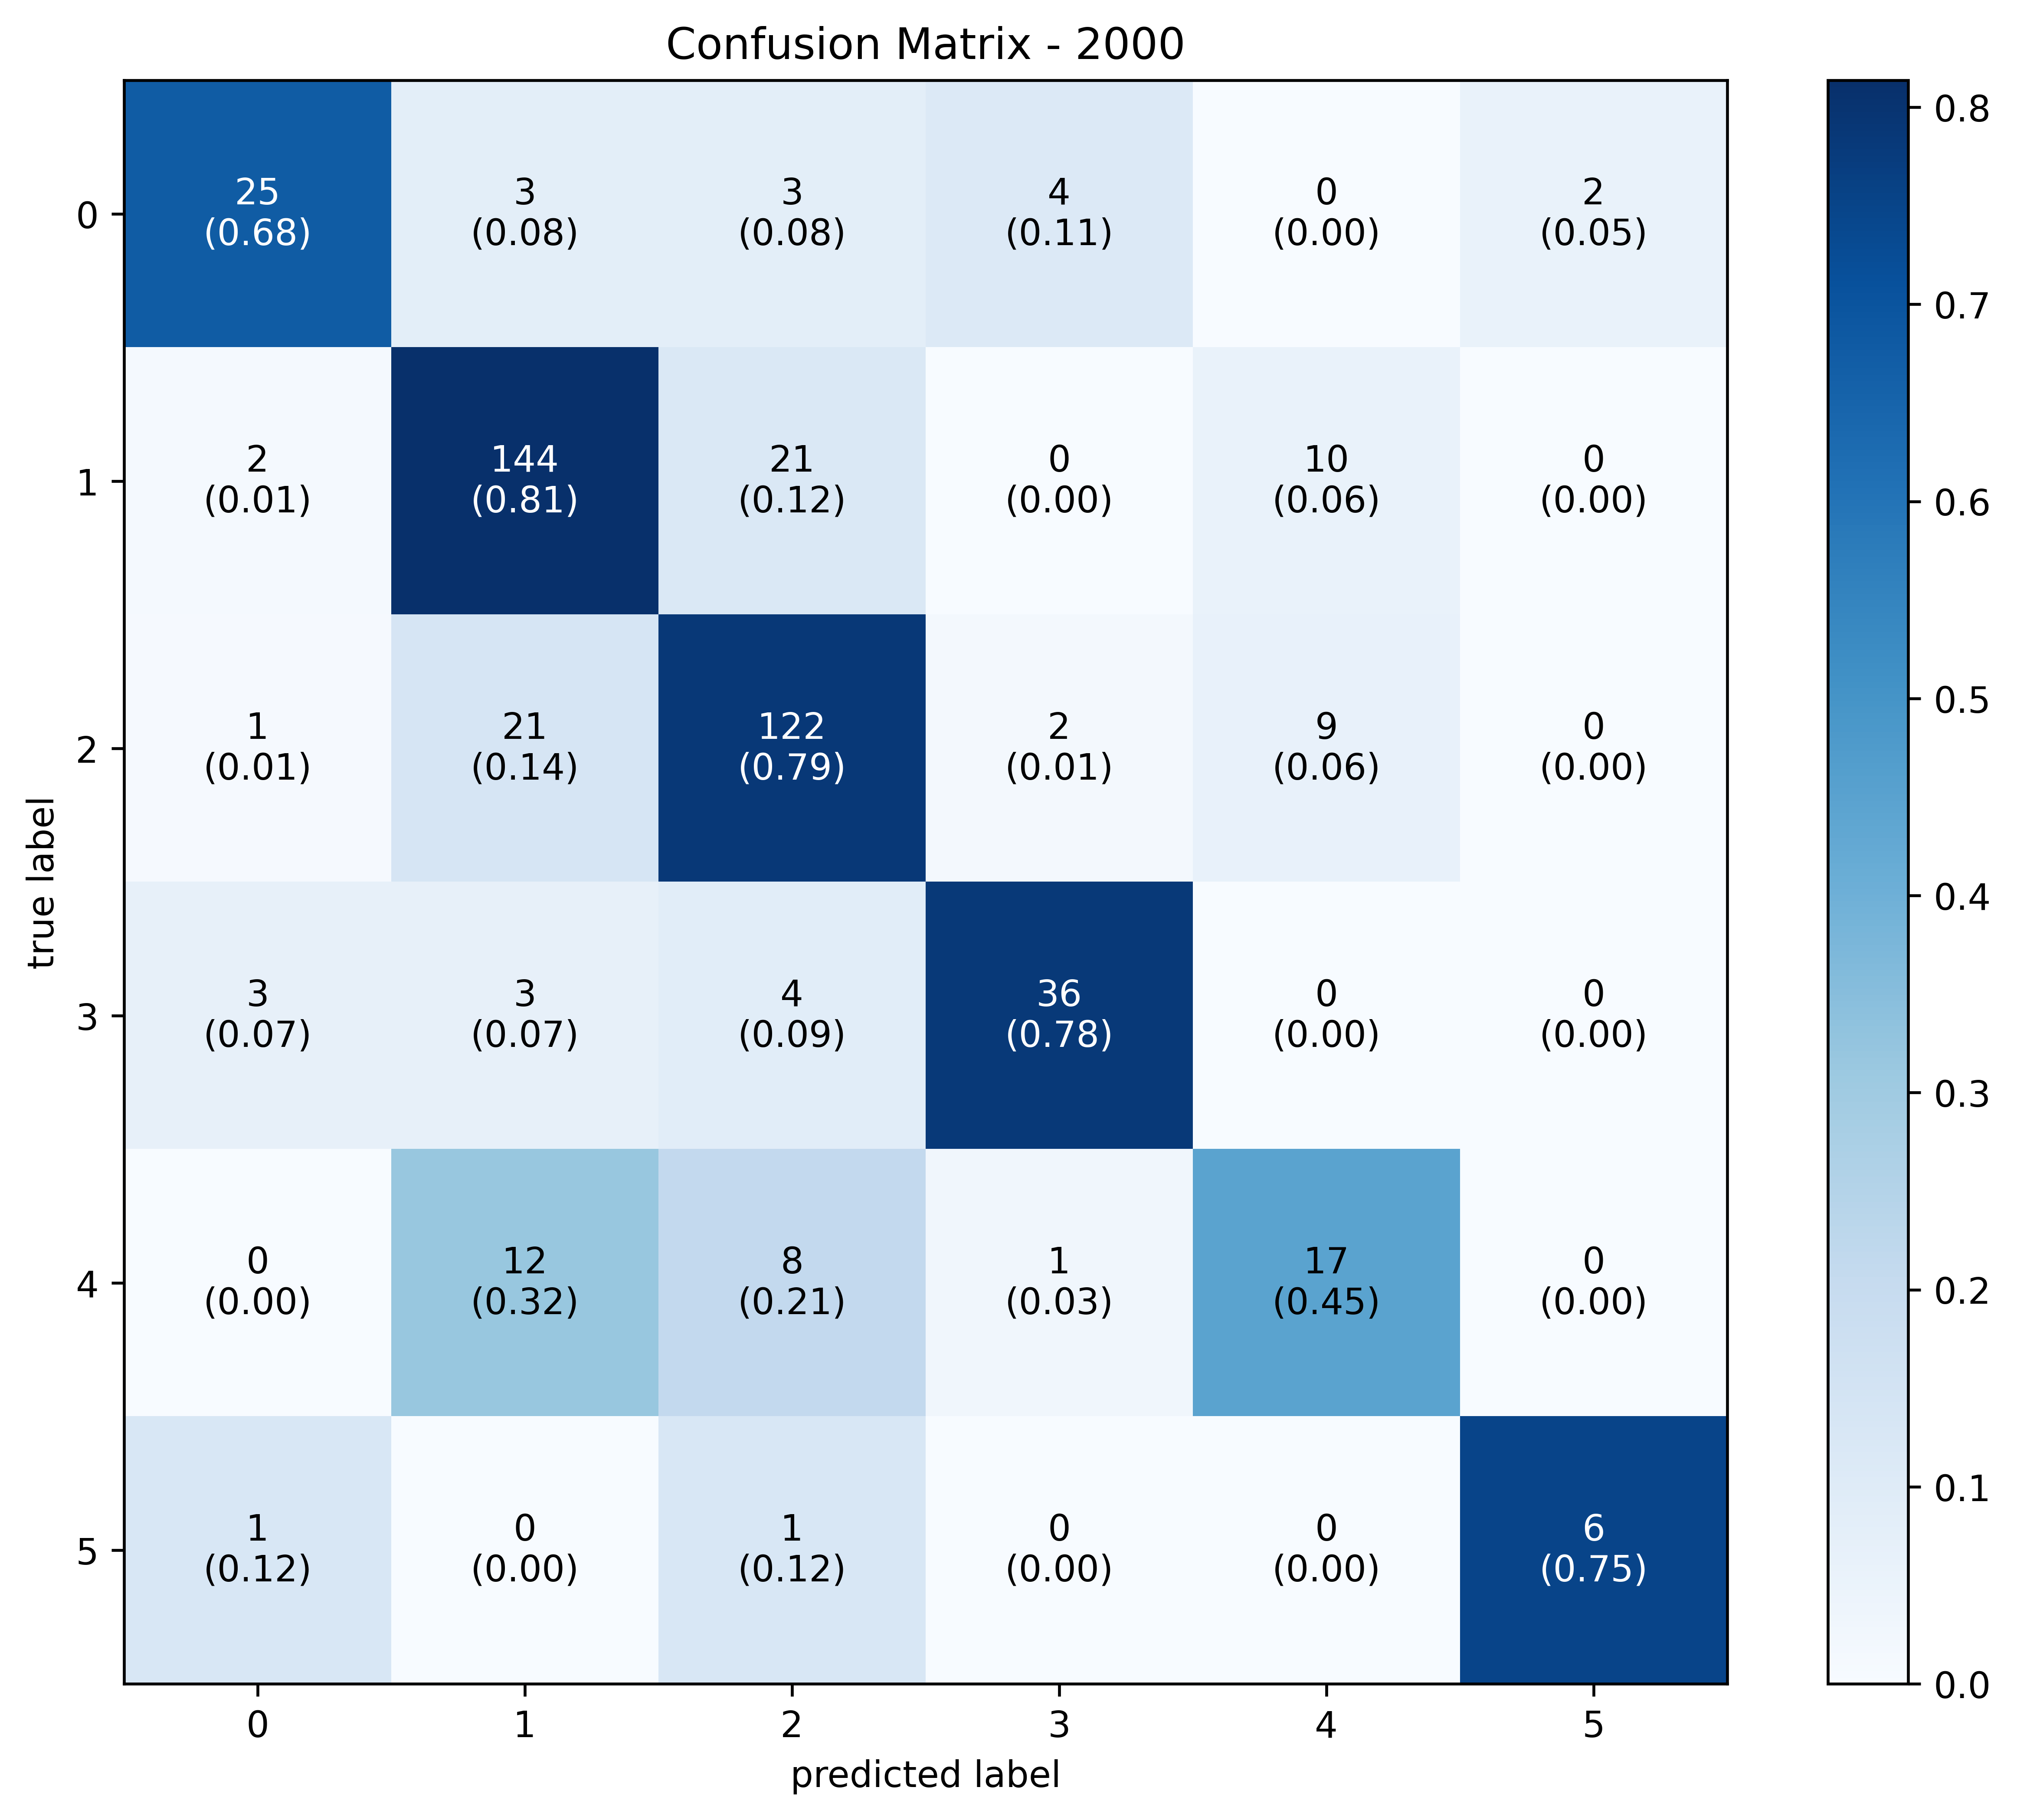 Confusion Matrix - 2000
25 3 3 4 0 2
(0.68) (0.08) (0.08) (0.11) (0.00) (0.05)
0
2 144 21 0 10 0
(0.01) (0.81) (0.12) (0.00) (0.06) (0.00)
1
1 21 122 2 9 0
(0.01) (0.14) (0.79) (0.01) (0.06) (0.00)
2
3 3 4 36 0 0
(0.07) (0.07) (0.09) (0.78) (0.00) (0.00)
3
0 12 8 1 17 0
(0.00) (0.32) (0.21) (0.03) (0.45) (0.00)
4
1 0 1 0 0 6
(0.12) (0.00) (0.12) (0.00) (0.00) (0.75)
5
0 1 2 3 4 5
predicted label
true label
0.8
0.7
0.6
0.5
0.4
0.3
0.2
0.1
0.0